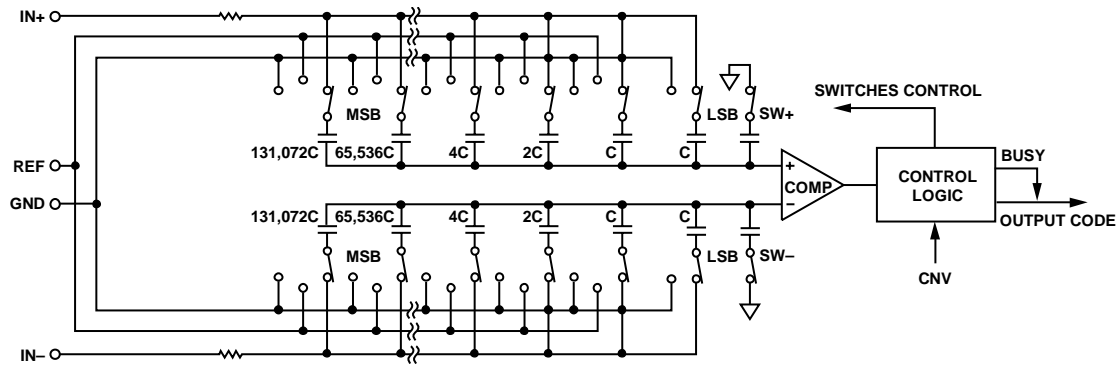 IN+
SWITCHES CONTROL
MSB
LSB
SW+
131,072C 65,536C 4C 2C C C
BUSY
REF
+
COMP
CONTROL
LOGIC
GND
–
OUTPUT CODE
131,072C 65,536C 4C 2C C C
MSB
LSB
SW–
CNV
IN–